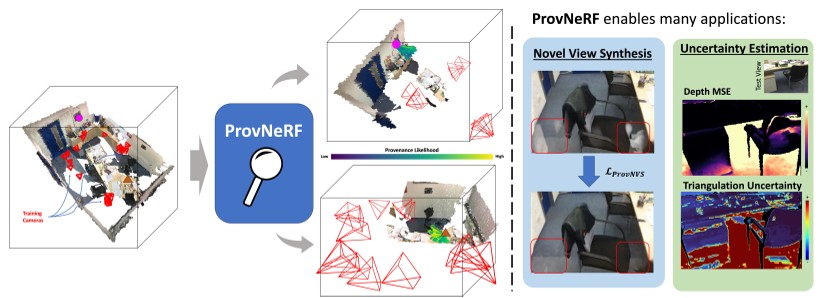 ProvNeRF enables many applications:
Training
Cameras
ProvNeRF
Provenance Likelihood
Low
High
Novel View Synthesis
ℒ_ProvNVS
Uncertainty Estimation
Test View
Depth MSE
Triangulation Uncertainty